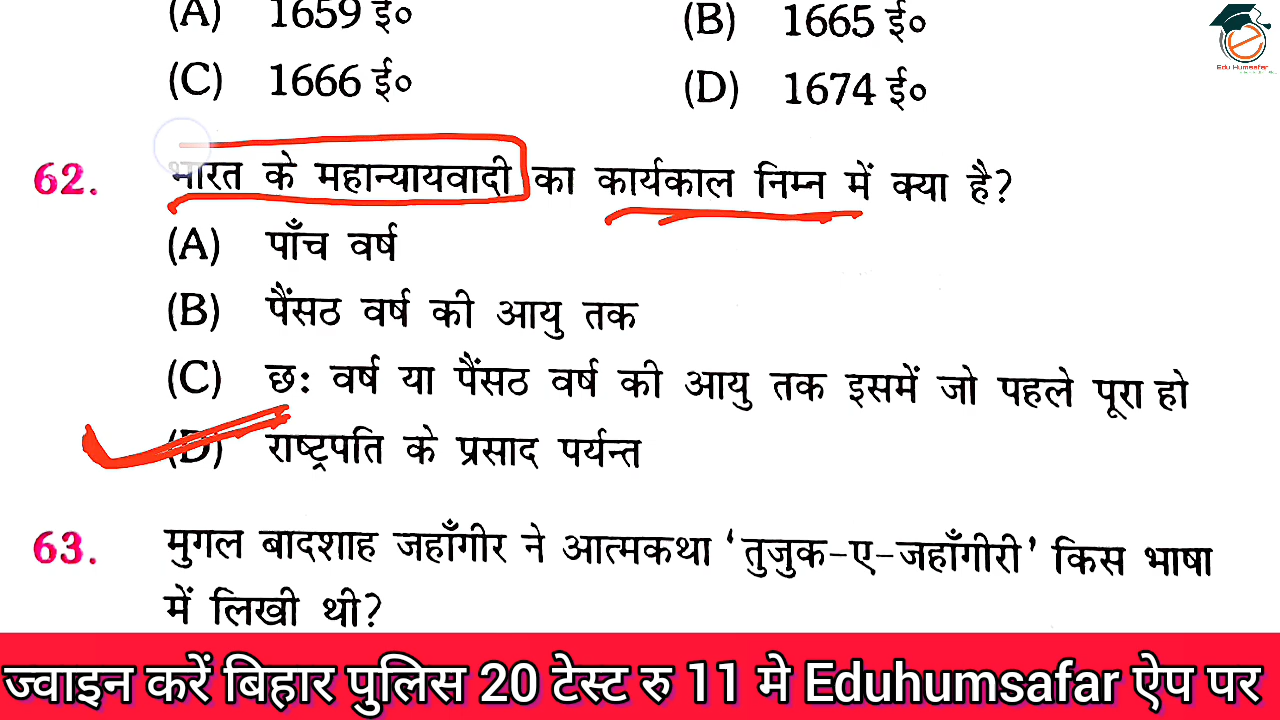 (A) 1659 ई० (B) 1665 ई०
(C) 1666 ई० (D) 1674 ई०
Edu Humsafar
62. भारत के महान्यायवादी का कार्यकाल निम्न में क्या है?
(A) पाँच वर्ष
(B) पैंसठ वर्ष की आयु तक
(C) छः वर्ष या पैंसठ वर्ष की आयु तक इसमें जो पहले पूरा हो
(D) राष्ट्रपति के प्रसाद पर्यन्त
63. मुगल बादशाह जहाँगीर ने आत्मकथा ‘तुजुक-ए-जहाँगीरी’ किस भाषा
में लिखी थी?
ज्वाइन करें बिहार पुलिस 20 टेस्ट रु 11 मे Eduhumsafar ऐप पर